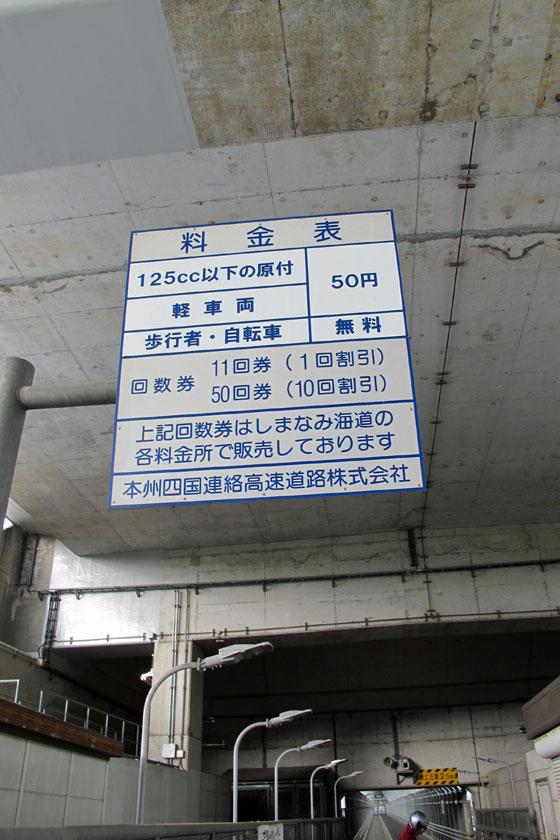 料金表
125cc以下の原付
50円
軽車両
歩行者・自転車 無料
回数券 11回券（1回割引）
50回券（10回割引）
上記回数券はしまなみ海道の
各料金所で販売しております
本州四国連絡高速道路株式会社